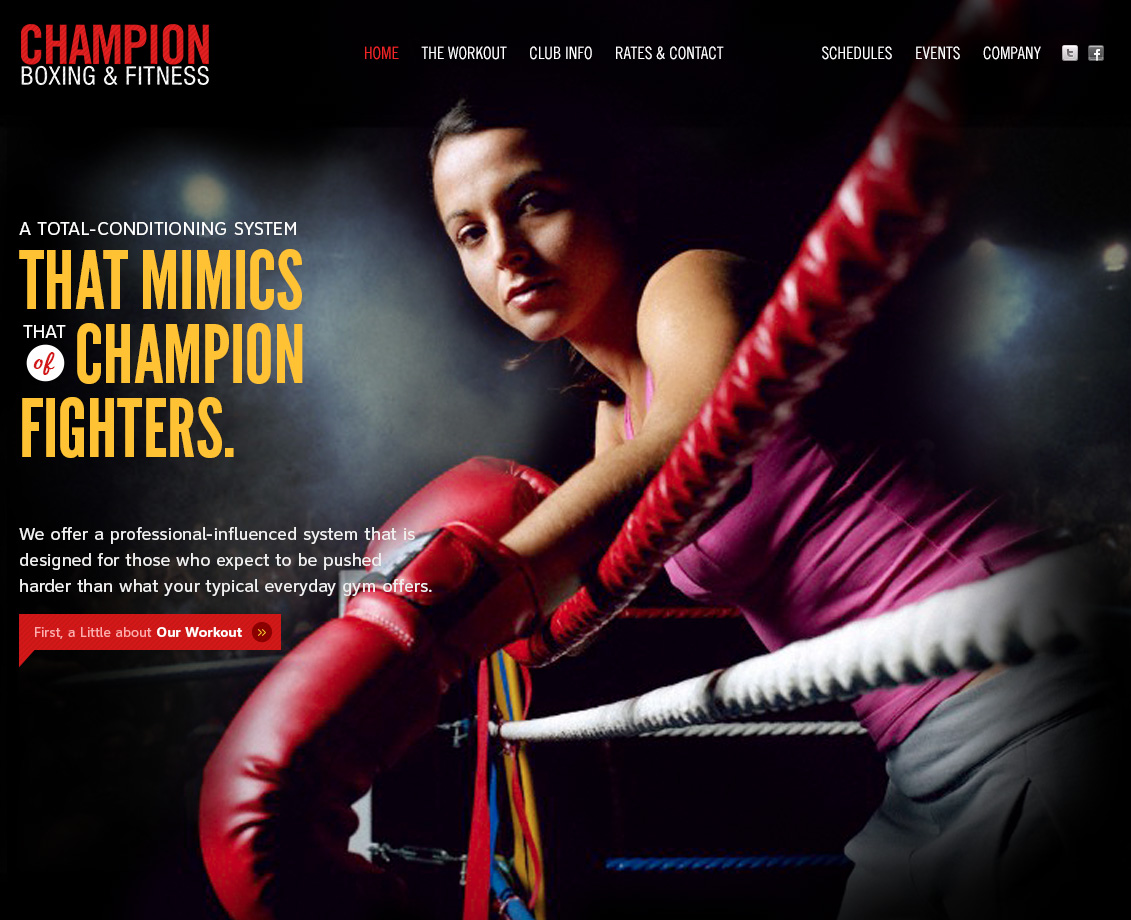 CHAMPION
BOXING & FITNESS
HOME THE WORKOUT CLUB INFO RATES & CONTACT SCHEDULES EVENTS COMPANY
A TOTAL-CONDITIONING SYSTEM
THAT MIMICS
THAT of CHAMPION
FIGHTERS.
We offer a professional-influenced system that is
designed for those who expect to be pushed
harder than what your typical everyday gym offers.
First, a Little about Our Workout »